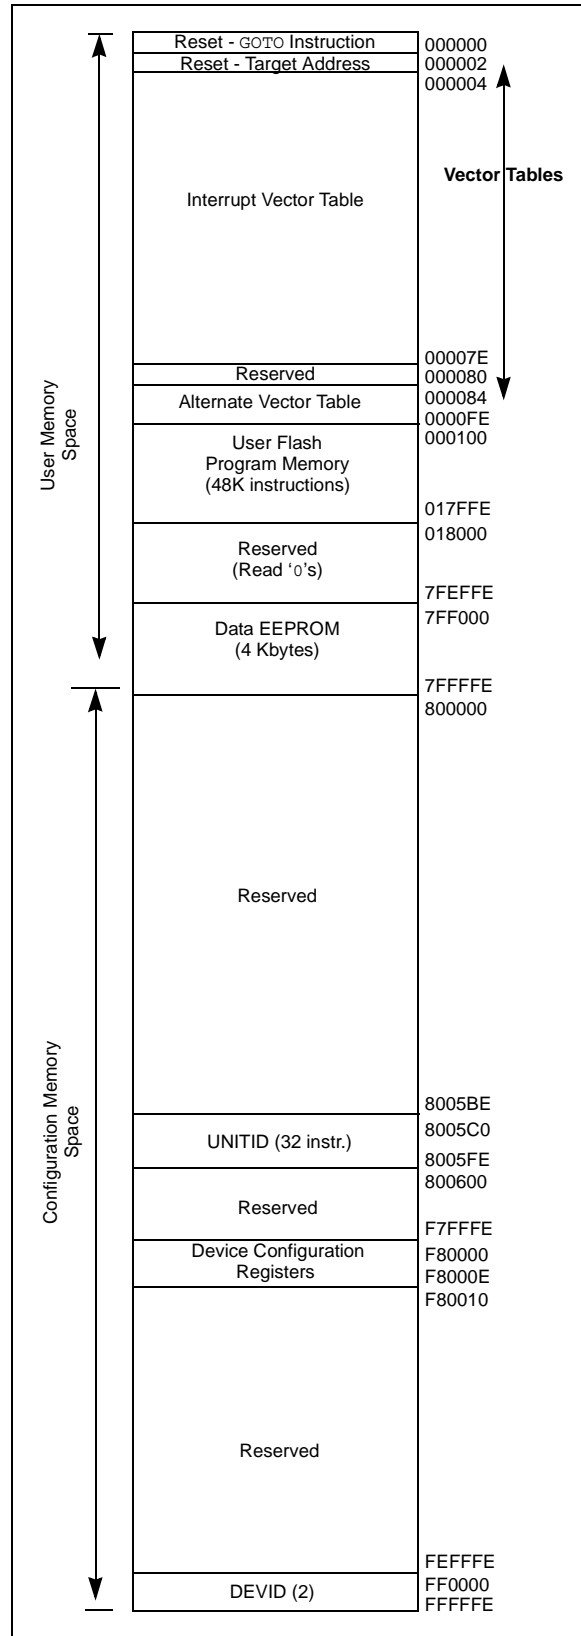 Reset - GOTO Instruction
000000
Reset - Target Address
000002
000004
Vector Tables
Interrupt Vector Table
00007E
Reserved
000080
Alternate Vector Table
000084
0000FE
User Memory
Space
User Flash
Program Memory
(48K instructions)
000100
017FFE
018000
Reserved
(Read ‘0’s)
7FEFFE
7FF000
Data EEPROM
(4 Kbytes)
7FFFFE
800000
Reserved
Configuration Memory
Space
8005BE
UNITID (32 instr.)
8005C0
8005FE
800600
Reserved
F7FFFE
Device Configuration
Registers
F80000
F8000E
F80010
Reserved
FEFFFE
DEVID (2)
FF0000
FFFFFE